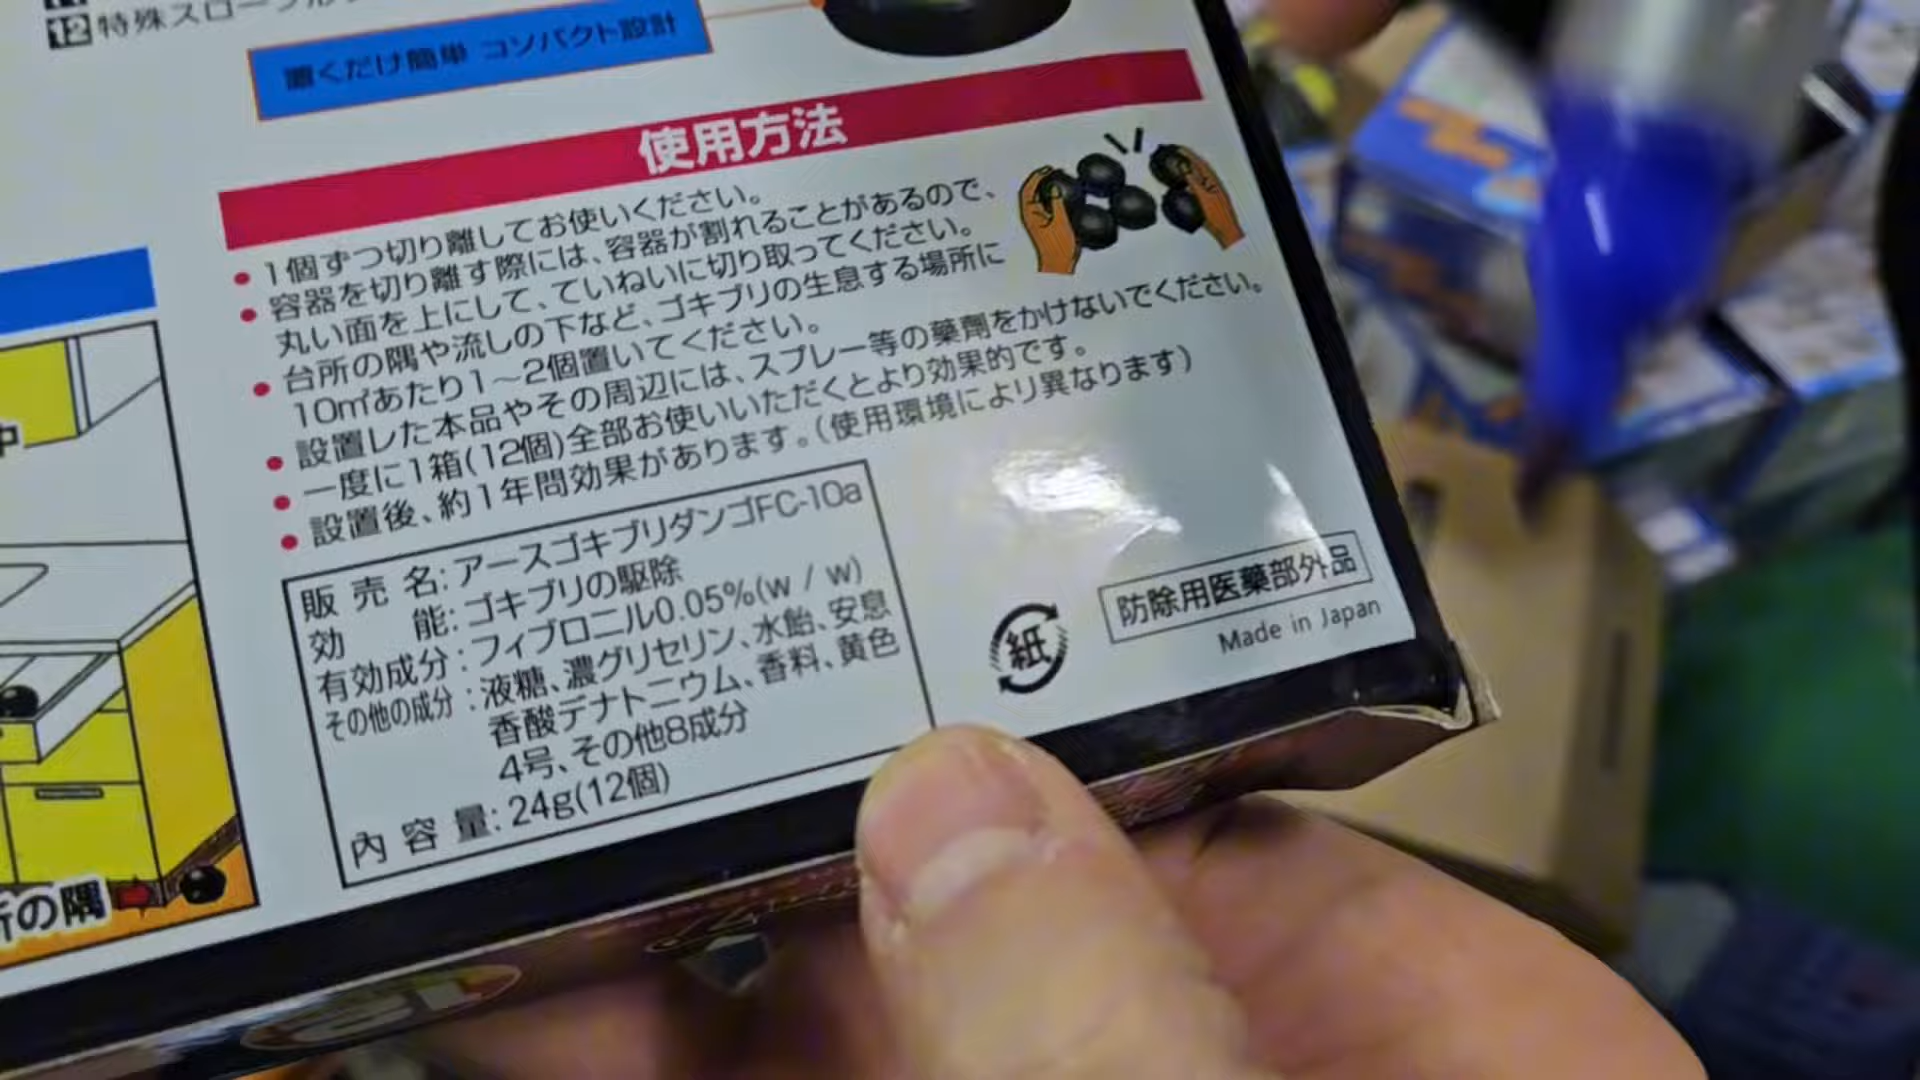 12 特殊スロープ形
置くだけ簡単 コンパクト設計
使用方法
● 1個ずつ切り離してお使いください。
● 容器を切り離す際には、容器が割れることがあるので、
丸い面を上にして、ていねいに切り取ってください。
● 台所の隅や流しの下など、ゴキブリの生息する場所に
10㎡あたり1〜2個置いてください。
● 設置した本品やその周辺には、スプレー等の藥劑をかけないでください。
● 一度に1箱(12個)全部お使いいただくとより効果的です。
● 設置後、約1年問効果があります。(使用環境により異なります)
販売名:アースゴキブリダンゴFC-10a
効能:ゴキブリの駆除
有効成分:フィブロニル0.05%(w / w)
その他の成分:液糖、濃グリセリン、水飴、安息
香酸デナトニウム、香料、黄色
4号、その他8成分
內容量:24g(12個)
紙
防除用医藥部外品
Made in Japan
中
所の隅
12